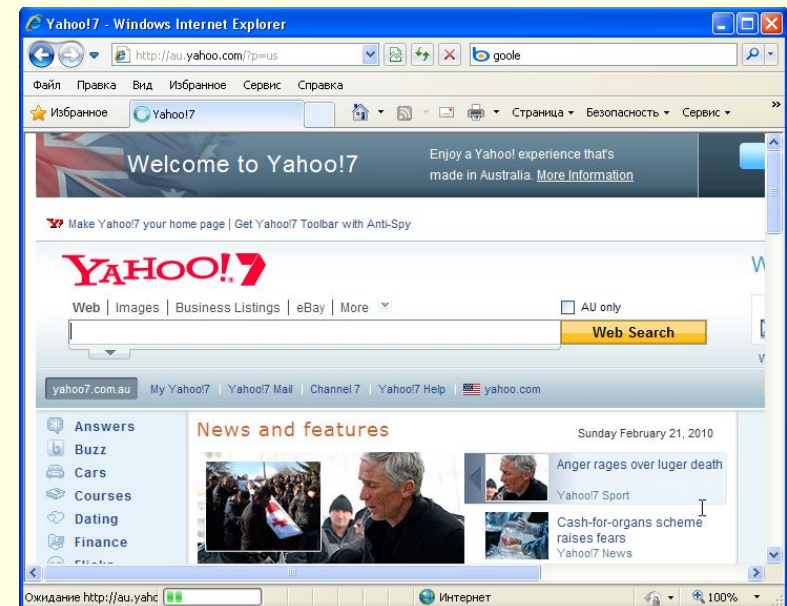 Yahoo!7 - Windows Internet Explorer
http://au.yahoo.com/?p=us
goole
Файл Правка Вид Избранное Сервис Справка
Избранное Yahoo!7 Страница Безопасность Сервис »
Welcome to Yahoo!7
Enjoy a Yahoo! experience that's
made in Australia. More Information
Y! Make Yahoo!7 your home page | Get Yahoo!7 Toolbar with Anti-Spy
YAHOO!7
Web | Images | Business Listings | eBay | More
AU only
Web Search
yahoo7.com.au My Yahoo!7 | Yahoo!7 Mail | Channel 7 | Yahoo!7 Help | yahoo.com
Answers
Buzz
Cars
Courses
Dating
Finance
News and features
Sunday February 21, 2010
Anger rages over luger death
Yahoo!7 Sport
Cash-for-organs scheme
raises fears
Yahoo!7 News
Ожидание http://au.yahc Интернет 100%